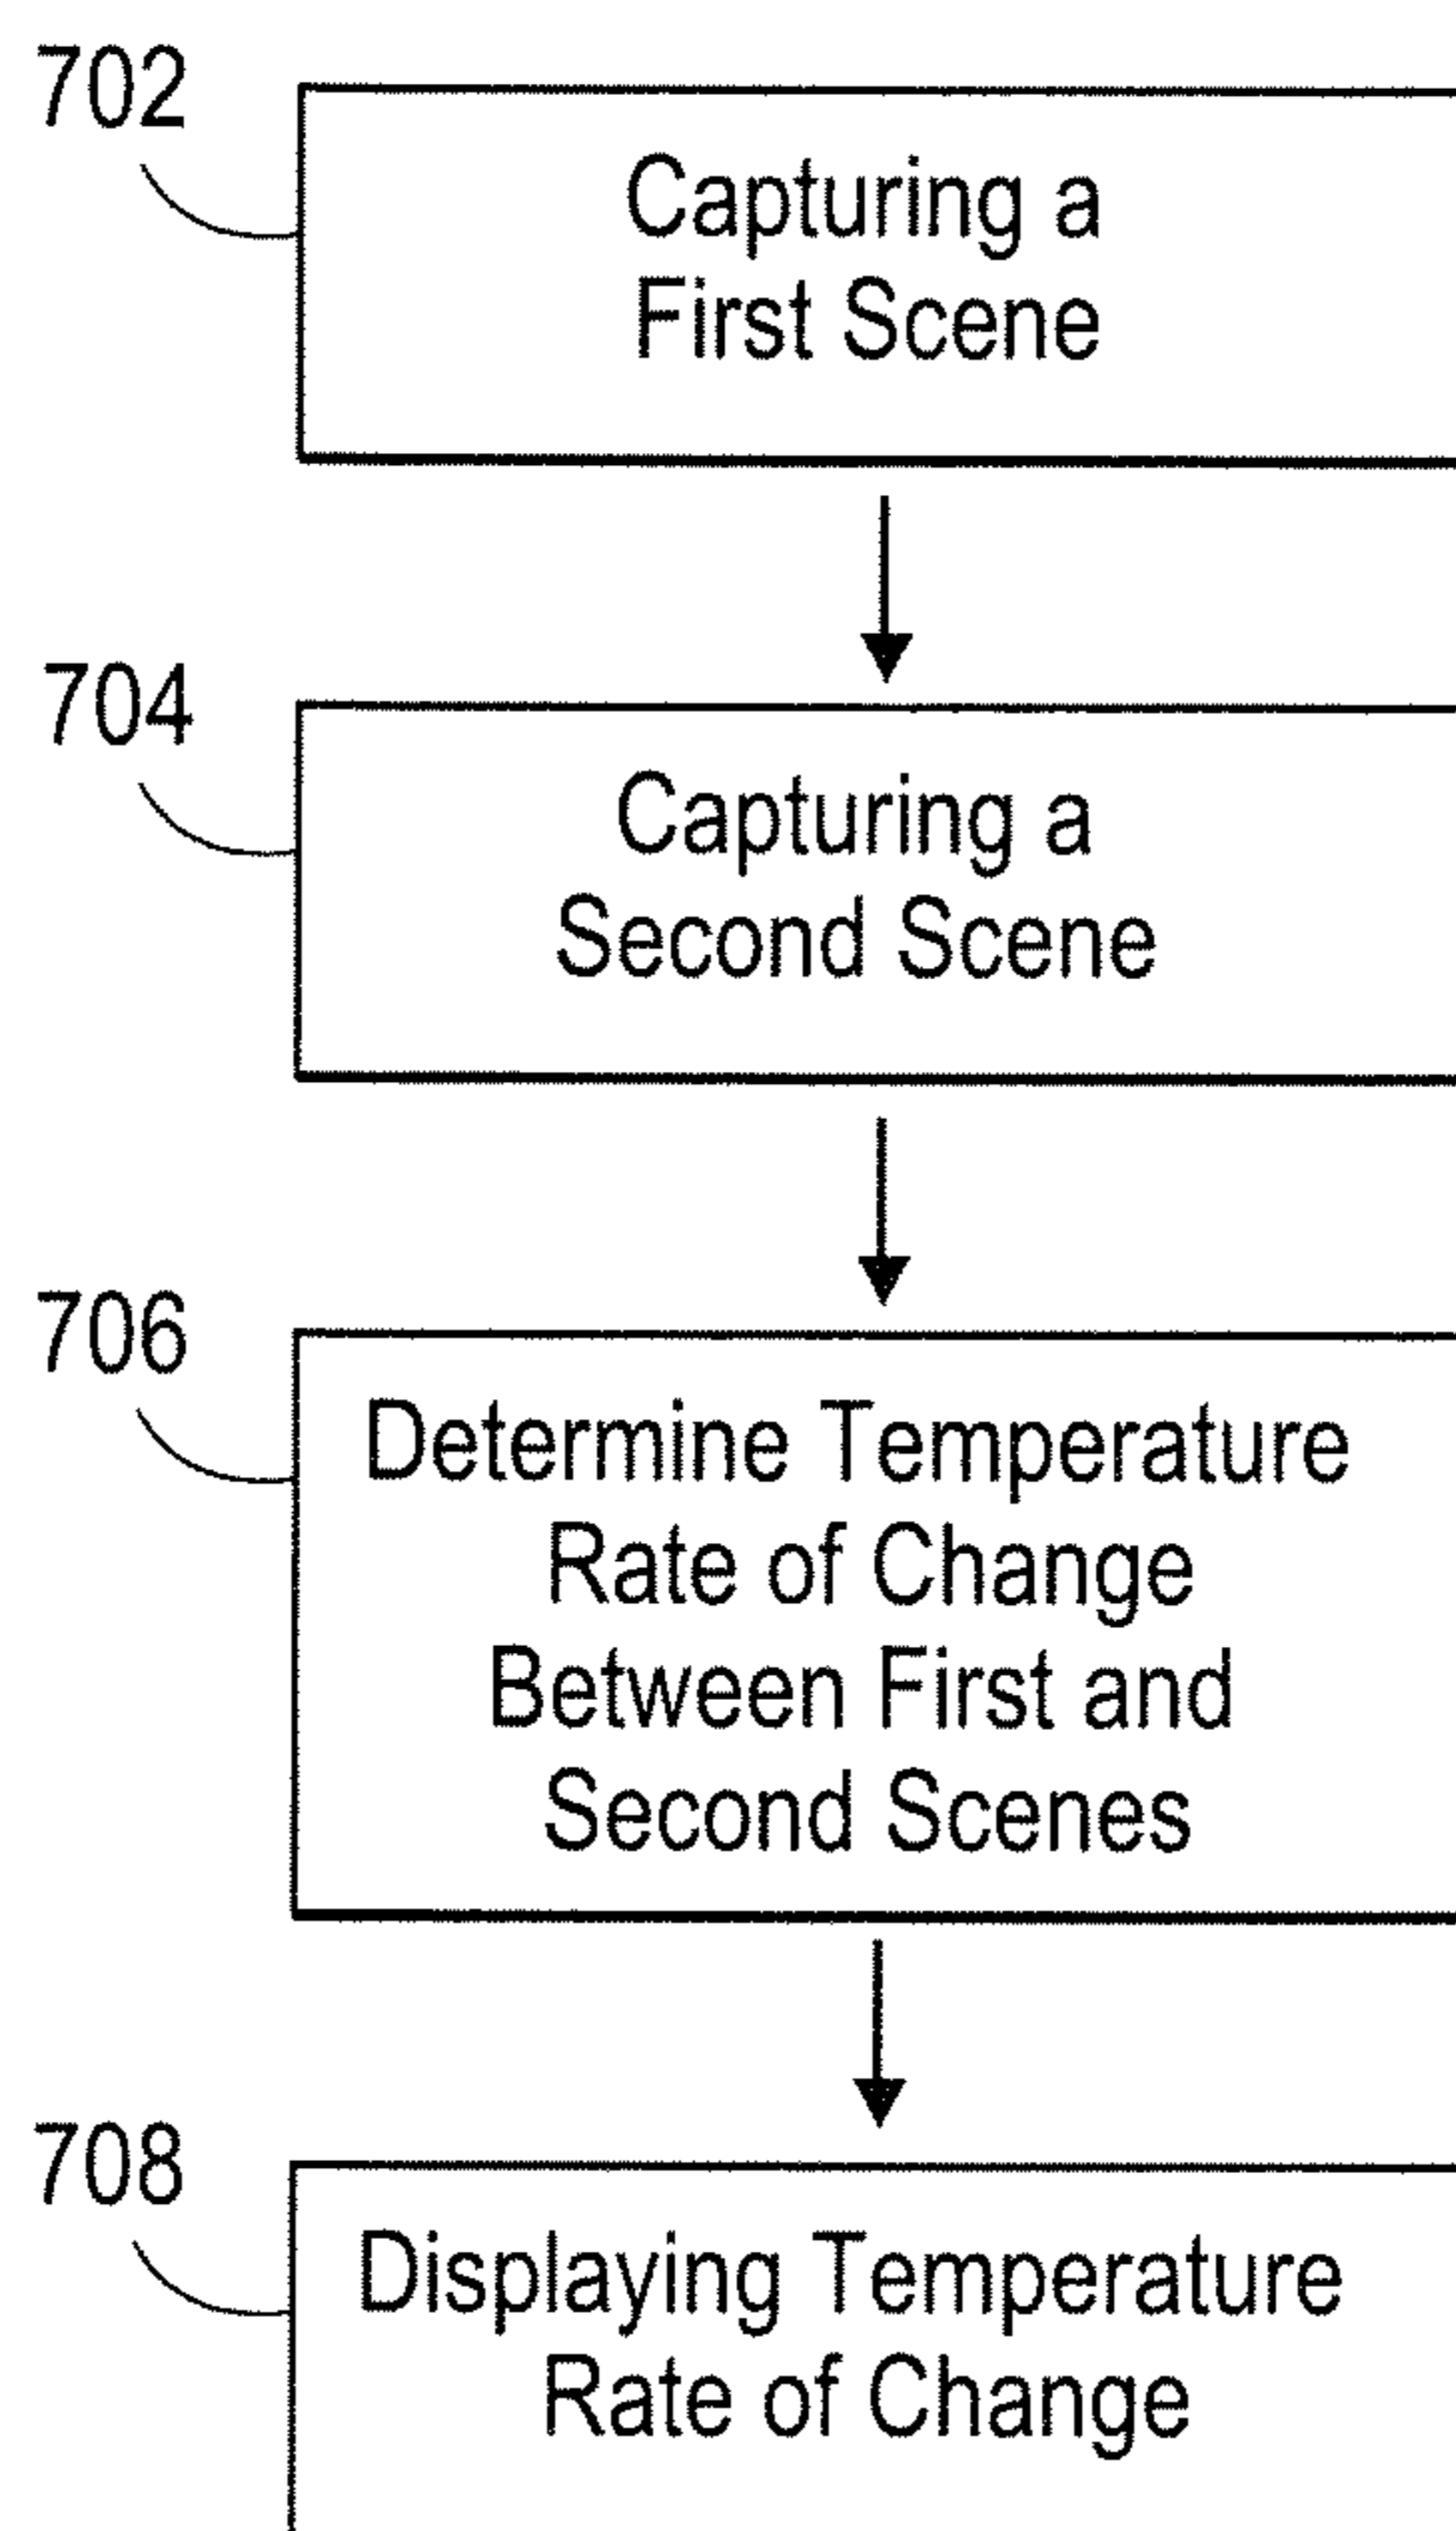 702
Capturing a
First Scene
704
Capturing a
Second Scene
706
Determine Temperature
Rate of Change
Between First and
Second Scenes
708
Displaying Temperature
Rate of Change